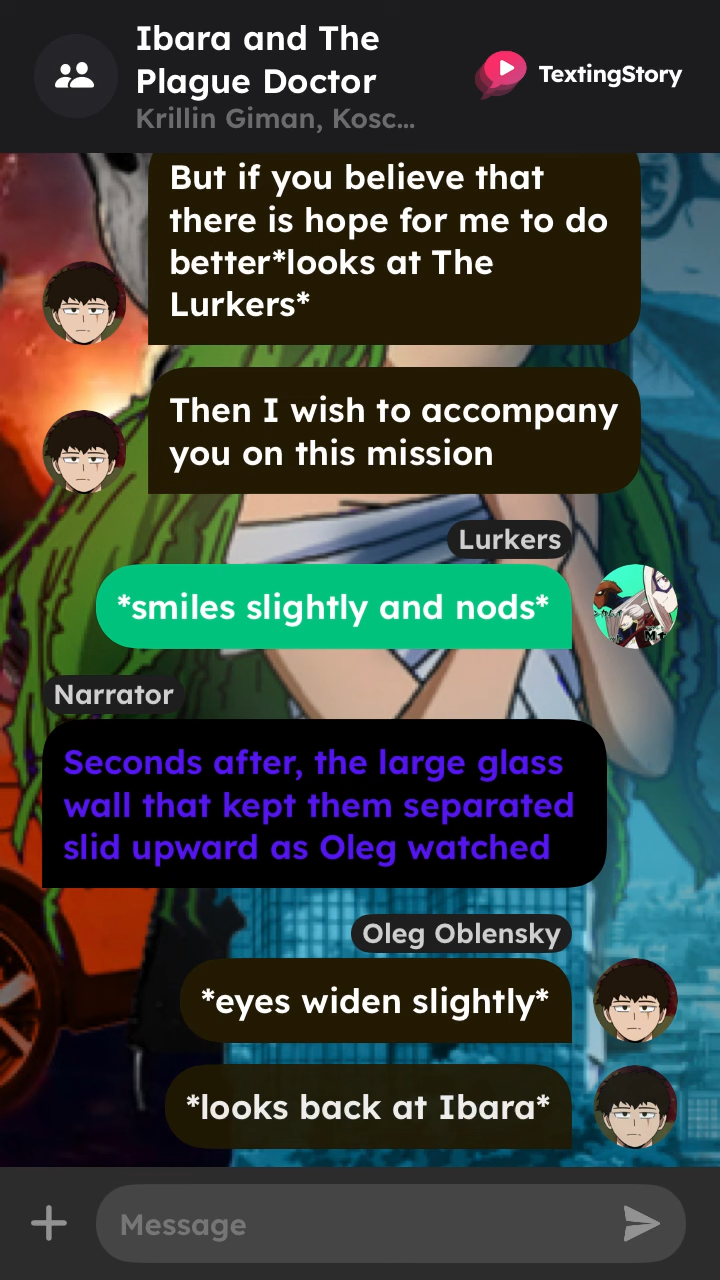 Ibara and The
Plague Doctor
Krillin Giman, Kosc...
TextingStory
But if you believe that
there is hope for me to do
better*looks at The
Lurkers*
Then I wish to accompany
you on this mission
Lurkers
*smiles slightly and nods*
Narrator
Seconds after, the large glass
wall that kept them separated
slid upward as Oleg watched
Oleg Oblensky
*eyes widen slightly*
*looks back at Ibara*
Message